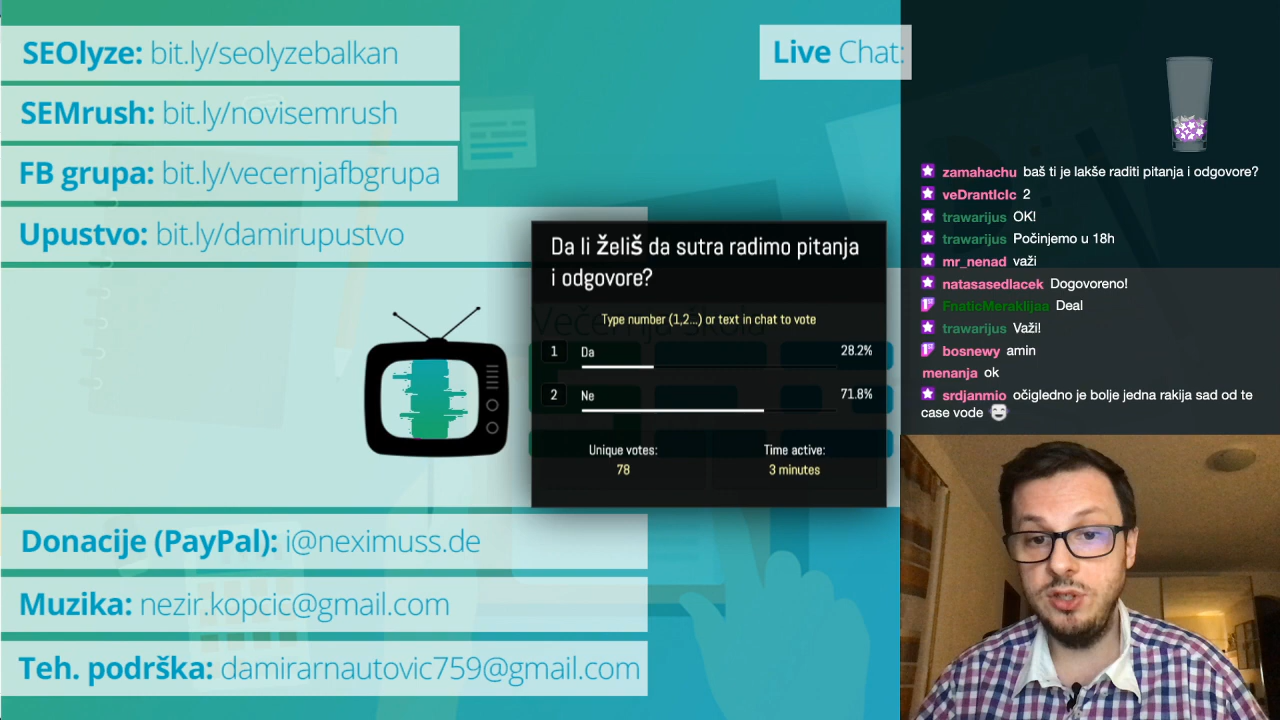 SEOlyze: bit.ly/seolyzebalkan
SEMrush: bit.ly/novisemrush
FB grupa: bit.ly/vecernjafbgrupa
Upustvo: bit.ly/damirupustvo
Live Chat:
Da li želiš da sutra radimo pitanja
i odgovore?
Type number (1,2...) or text in chat to vote
1 Da 28.2%
2 Ne 71.8%
Unique votes: Time active:
78 3 minutes
Donacije (PayPal): i@neximuss.de
Muzika: nezir.kopcic@gmail.com
Teh. podrška: damirarnautovic759@gmail.com
zamahachu baš ti je lakše raditi pitanja i odgovore?
veDrantIcIc 2
trawarijus OK!
trawarijus Počinjemo u 18h
mr_nenad važi
natasasedlacek Dogovoreno!
FnaticMeraklijaa Deal
trawarijus Važi!
bosnewy amin
menanja ok
srdjanmio očigledno je bolje jedna rakija sad od te
case vode